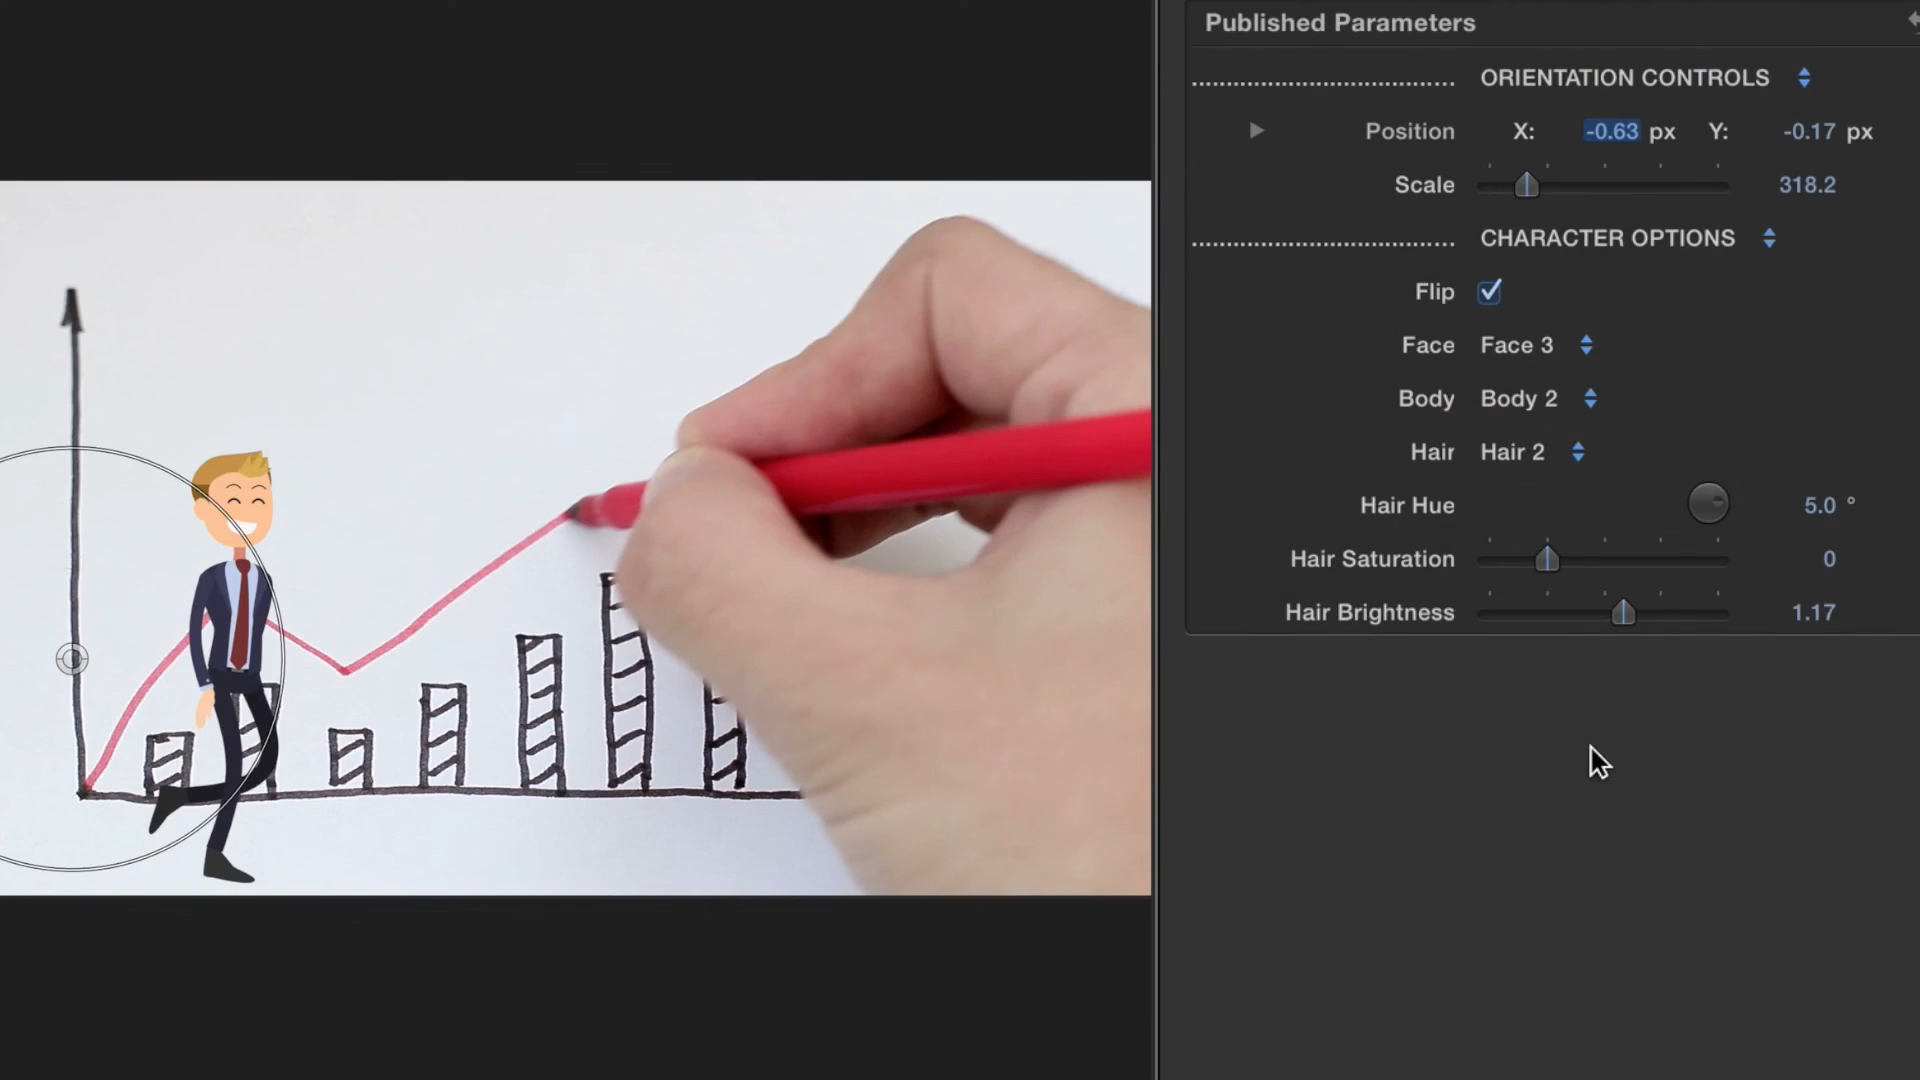 Published Parameters
ORIENTATION CONTROLS
Position X: -0.63 px Y: -0.17 px
Scale 318.2
CHARACTER OPTIONS
Flip
Face Face 3
Body Body 2
Hair Hair 2
Hair Hue 5.0 °
Hair Saturation 0
Hair Brightness 1.17